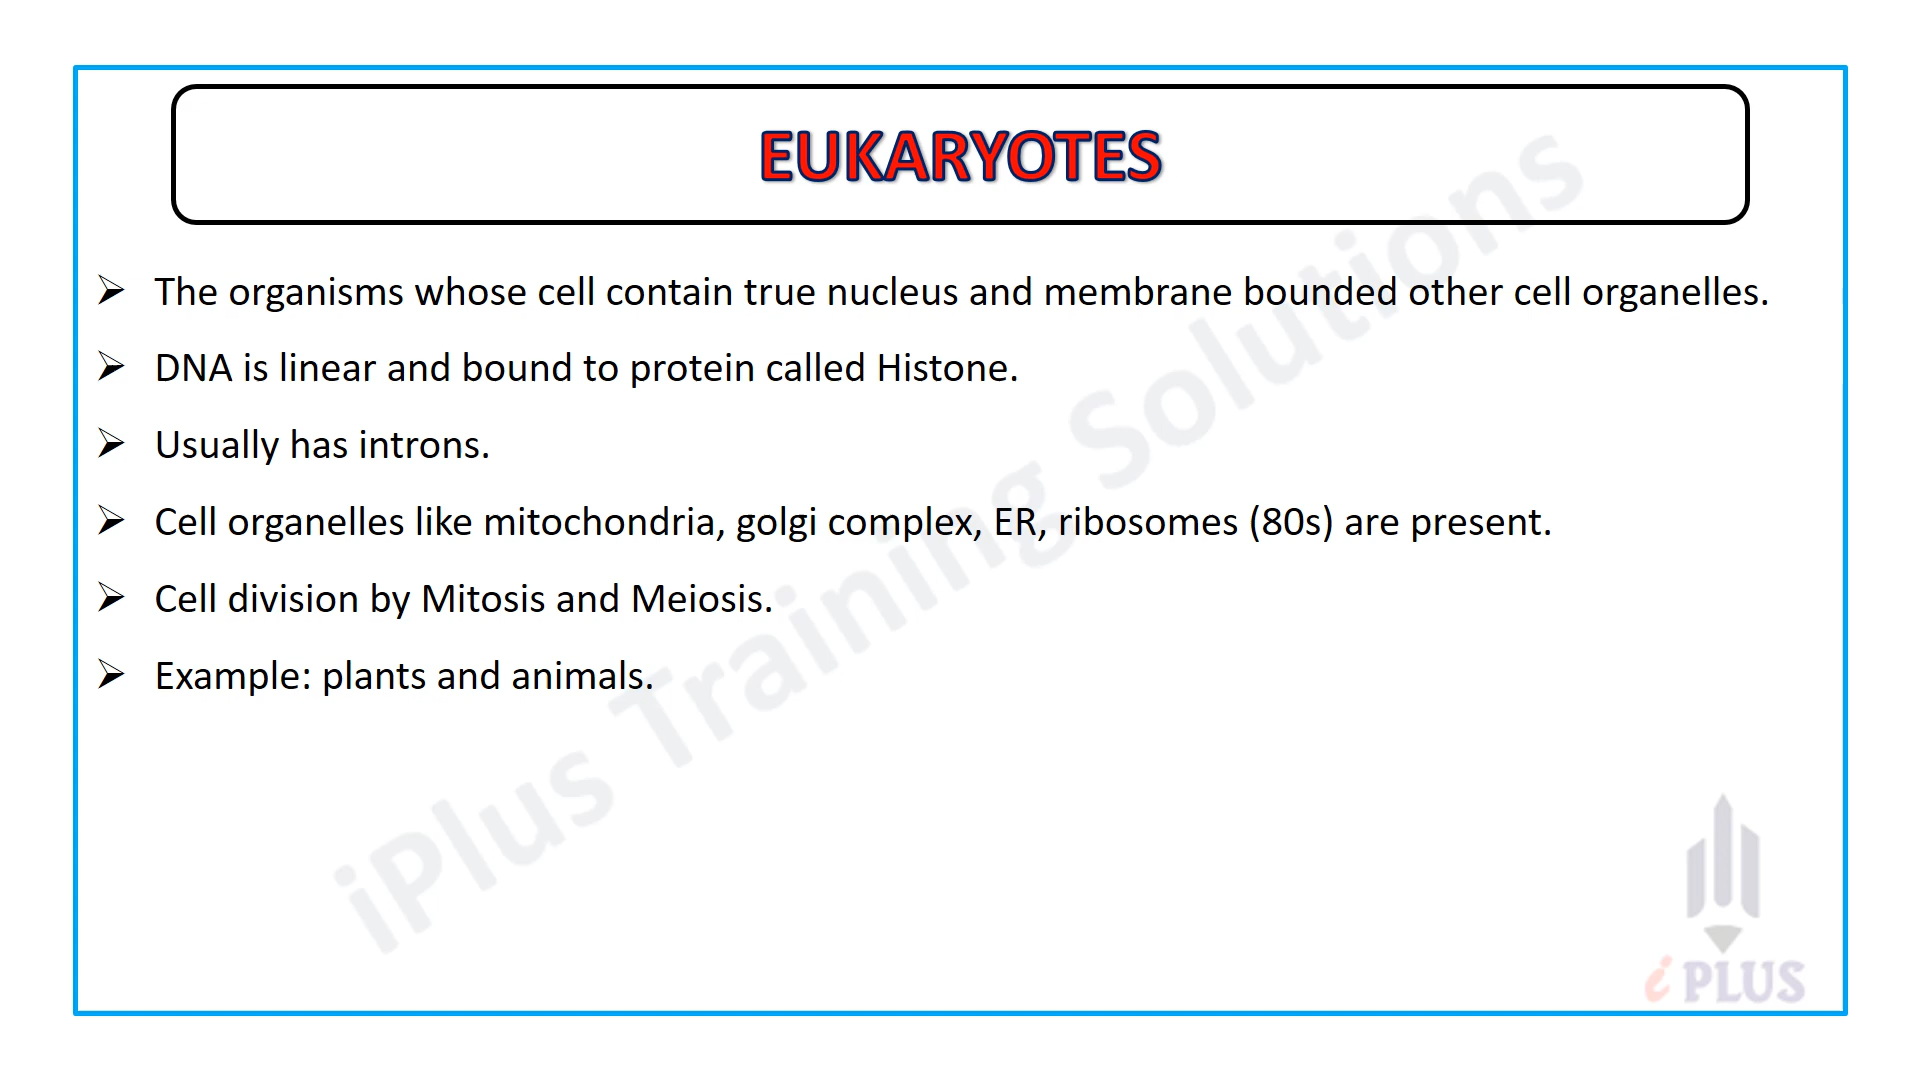 EUKARYOTES
➢ The organisms whose cell contain true nucleus and membrane bounded other cell organelles.
➢ DNA is linear and bound to protein called Histone.
➢ Usually has introns.
➢ Cell organelles like mitochondria, golgi complex, ER, ribosomes (80s) are present.
➢ Cell division by Mitosis and Meiosis.
➢ Example: plants and animals.
iPlus Training Solutions
i PLUS